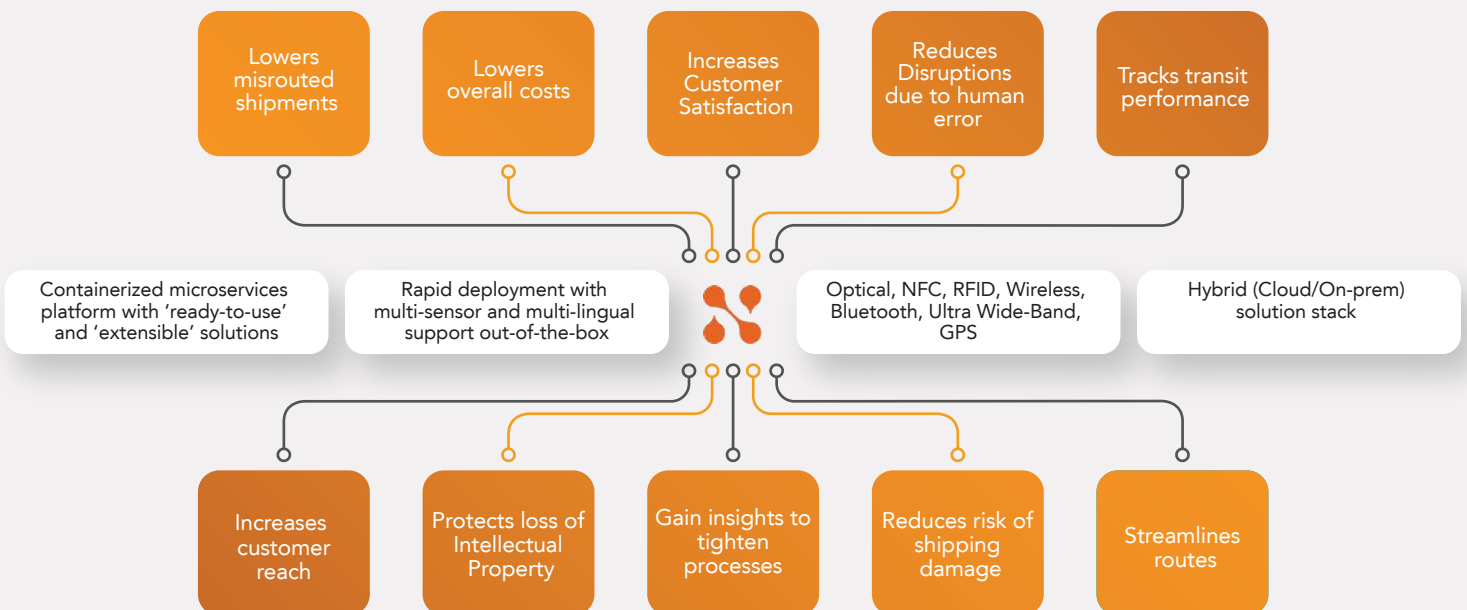 Lowers
misrouted
shipments
Lowers
overall costs
Increases
Customer
Satisfaction
Reduces
Disruptions
due to human
error
Tracks transit
performance
Containerized microservices
platform with ‘ready-to-use’
and ‘extensible’ solutions
Rapid deployment with
multi-sensor and multi-lingual
support out-of-the-box
Optical, NFC, RFID, Wireless,
Bluetooth, Ultra Wide-Band,
GPS
Hybrid (Cloud/On-prem)
solution stack
Increases
customer
reach
Protects loss of
Intellectual
Property
Gain insights to
tighten
processes
Reduces risk of
shipping
damage
Streamlines
routes